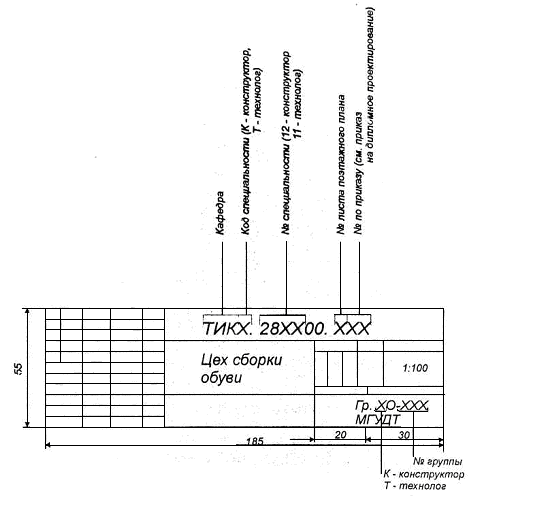 Кафедра
Код специальности (К - конструктор,
Т - технолог)
№ специальности (12 - конструктор
11 - технолог)
№ листа поэтажного плана
№ по приказу (см. приказ
на дипломное проектирование)
ТИКХ. 28ХХ00. ХХХ
Цех сборки
обуви
1:100
Гр. ХО-ХХХ
МГУДТ
55
185
20
30
№ группы
К - конструктор
Т - технолог